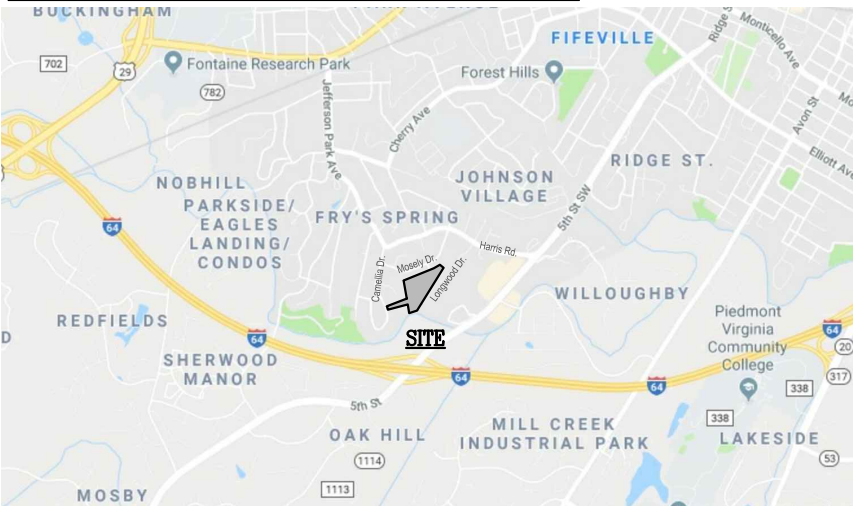 BUCKINGHAM
FIFEVILLE
Ridge S
Monticello Ave
702
29
Fontaine Research Park
782
Forest Hills
Jefferson Park Ave
Cherry Ave
Avon St
Elliott Ave
RIDGE ST.
JOHNSON
VILLAGE
5th St SW
NOBHILL
PARKSIDE/
EAGLES
LANDING/
CONDOS
64
FRY'S SPRING
Harris Rd.
Camellia Dr.
Mosely Dr.
Longwood Dr.
WILLOUGHBY
REDFIELDS
D
64
SITE
Piedmont
Virginia
Community
College
64
20
317
SHERWOOD
MANOR
64
64
338
338
5th St
OAK HILL
MILL CREEK
INDUSTRIAL PARK
LAKESIDE
1114
53
1113
MOSBY